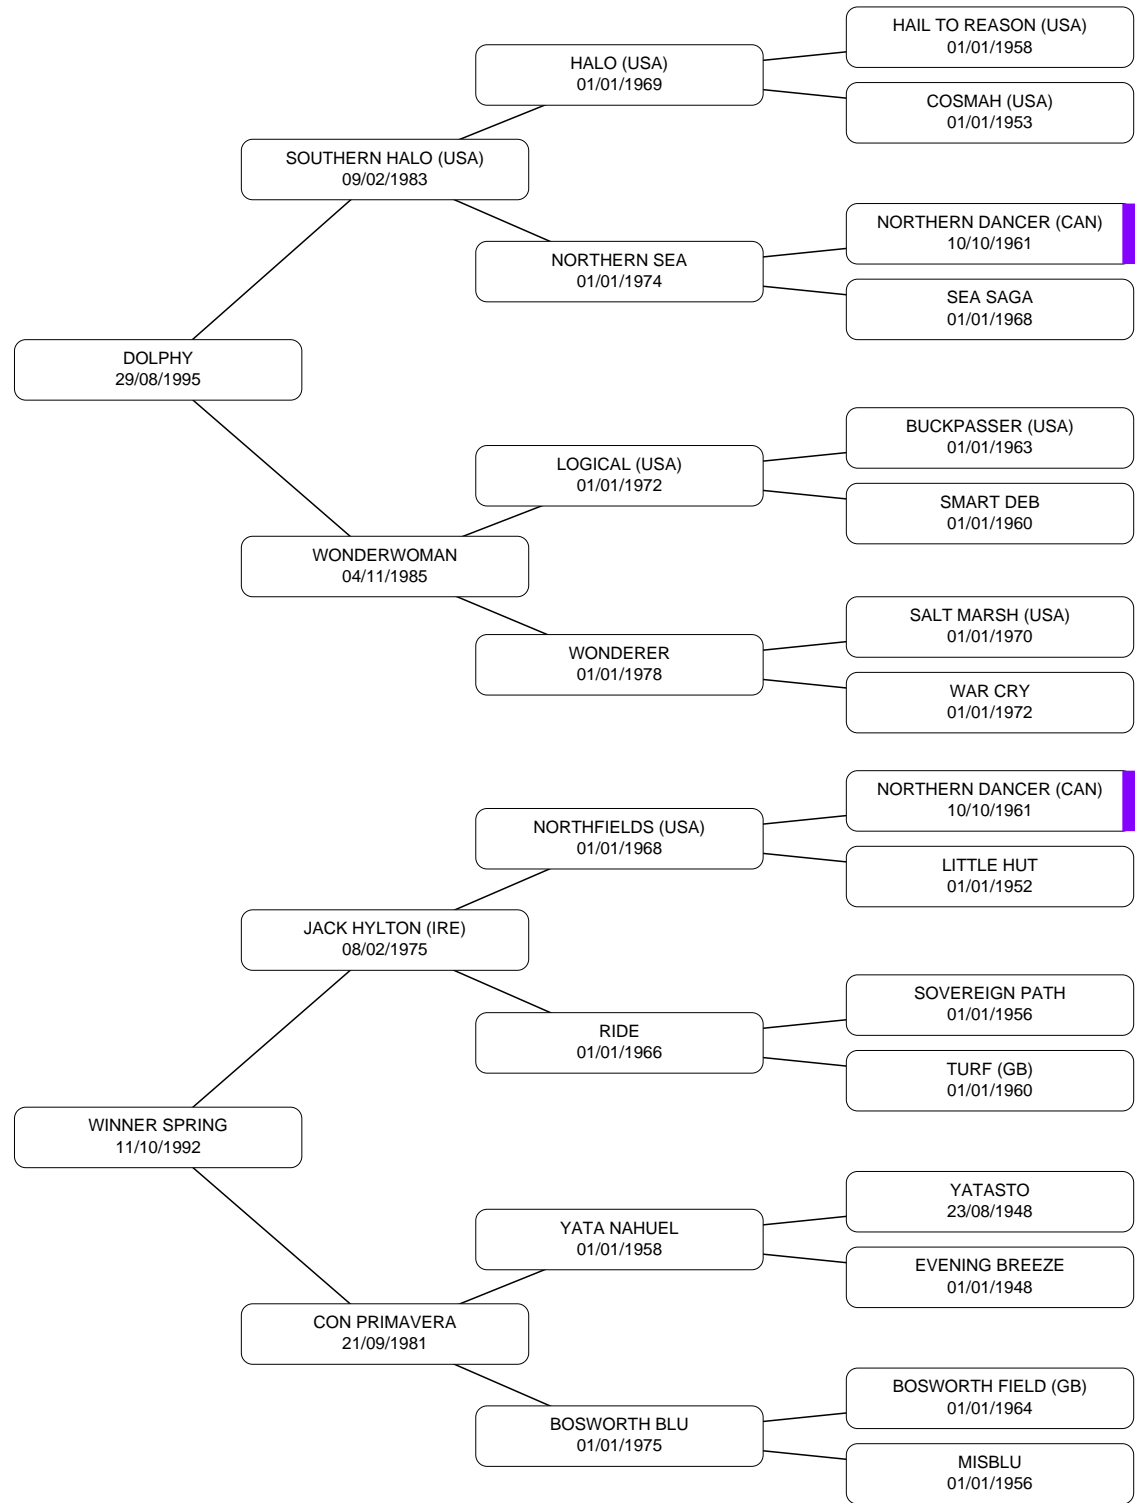 HAIL TO REASON (USA)
01/01/1958
HALO (USA)
01/01/1969
COSMAH (USA)
01/01/1953
SOUTHERN HALO (USA)
09/02/1983
NORTHERN DANCER (CAN)
10/10/1961
NORTHERN SEA
01/01/1974
SEA SAGA
01/01/1968
DOLPHY
29/08/1995
BUCKPASSER (USA)
01/01/1963
LOGICAL (USA)
01/01/1972
SMART DEB
01/01/1960
WONDERWOMAN
04/11/1985
SALT MARSH (USA)
01/01/1970
WONDERER
01/01/1978
WAR CRY
01/01/1972
NORTHERN DANCER (CAN)
10/10/1961
NORTHFIELDS (USA)
01/01/1968
LITTLE HUT
01/01/1952
JACK HYLTON (IRE)
08/02/1975
SOVEREIGN PATH
01/01/1956
RIDE
01/01/1966
TURF (GB)
01/01/1960
WINNER SPRING
11/10/1992
YATASTO
23/08/1948
YATA NAHUEL
01/01/1958
EVENING BREEZE
01/01/1948
CON PRIMAVERA
21/09/1981
BOSWORTH FIELD (GB)
01/01/1964
BOSWORTH BLU
01/01/1975
MISBLU
01/01/1956